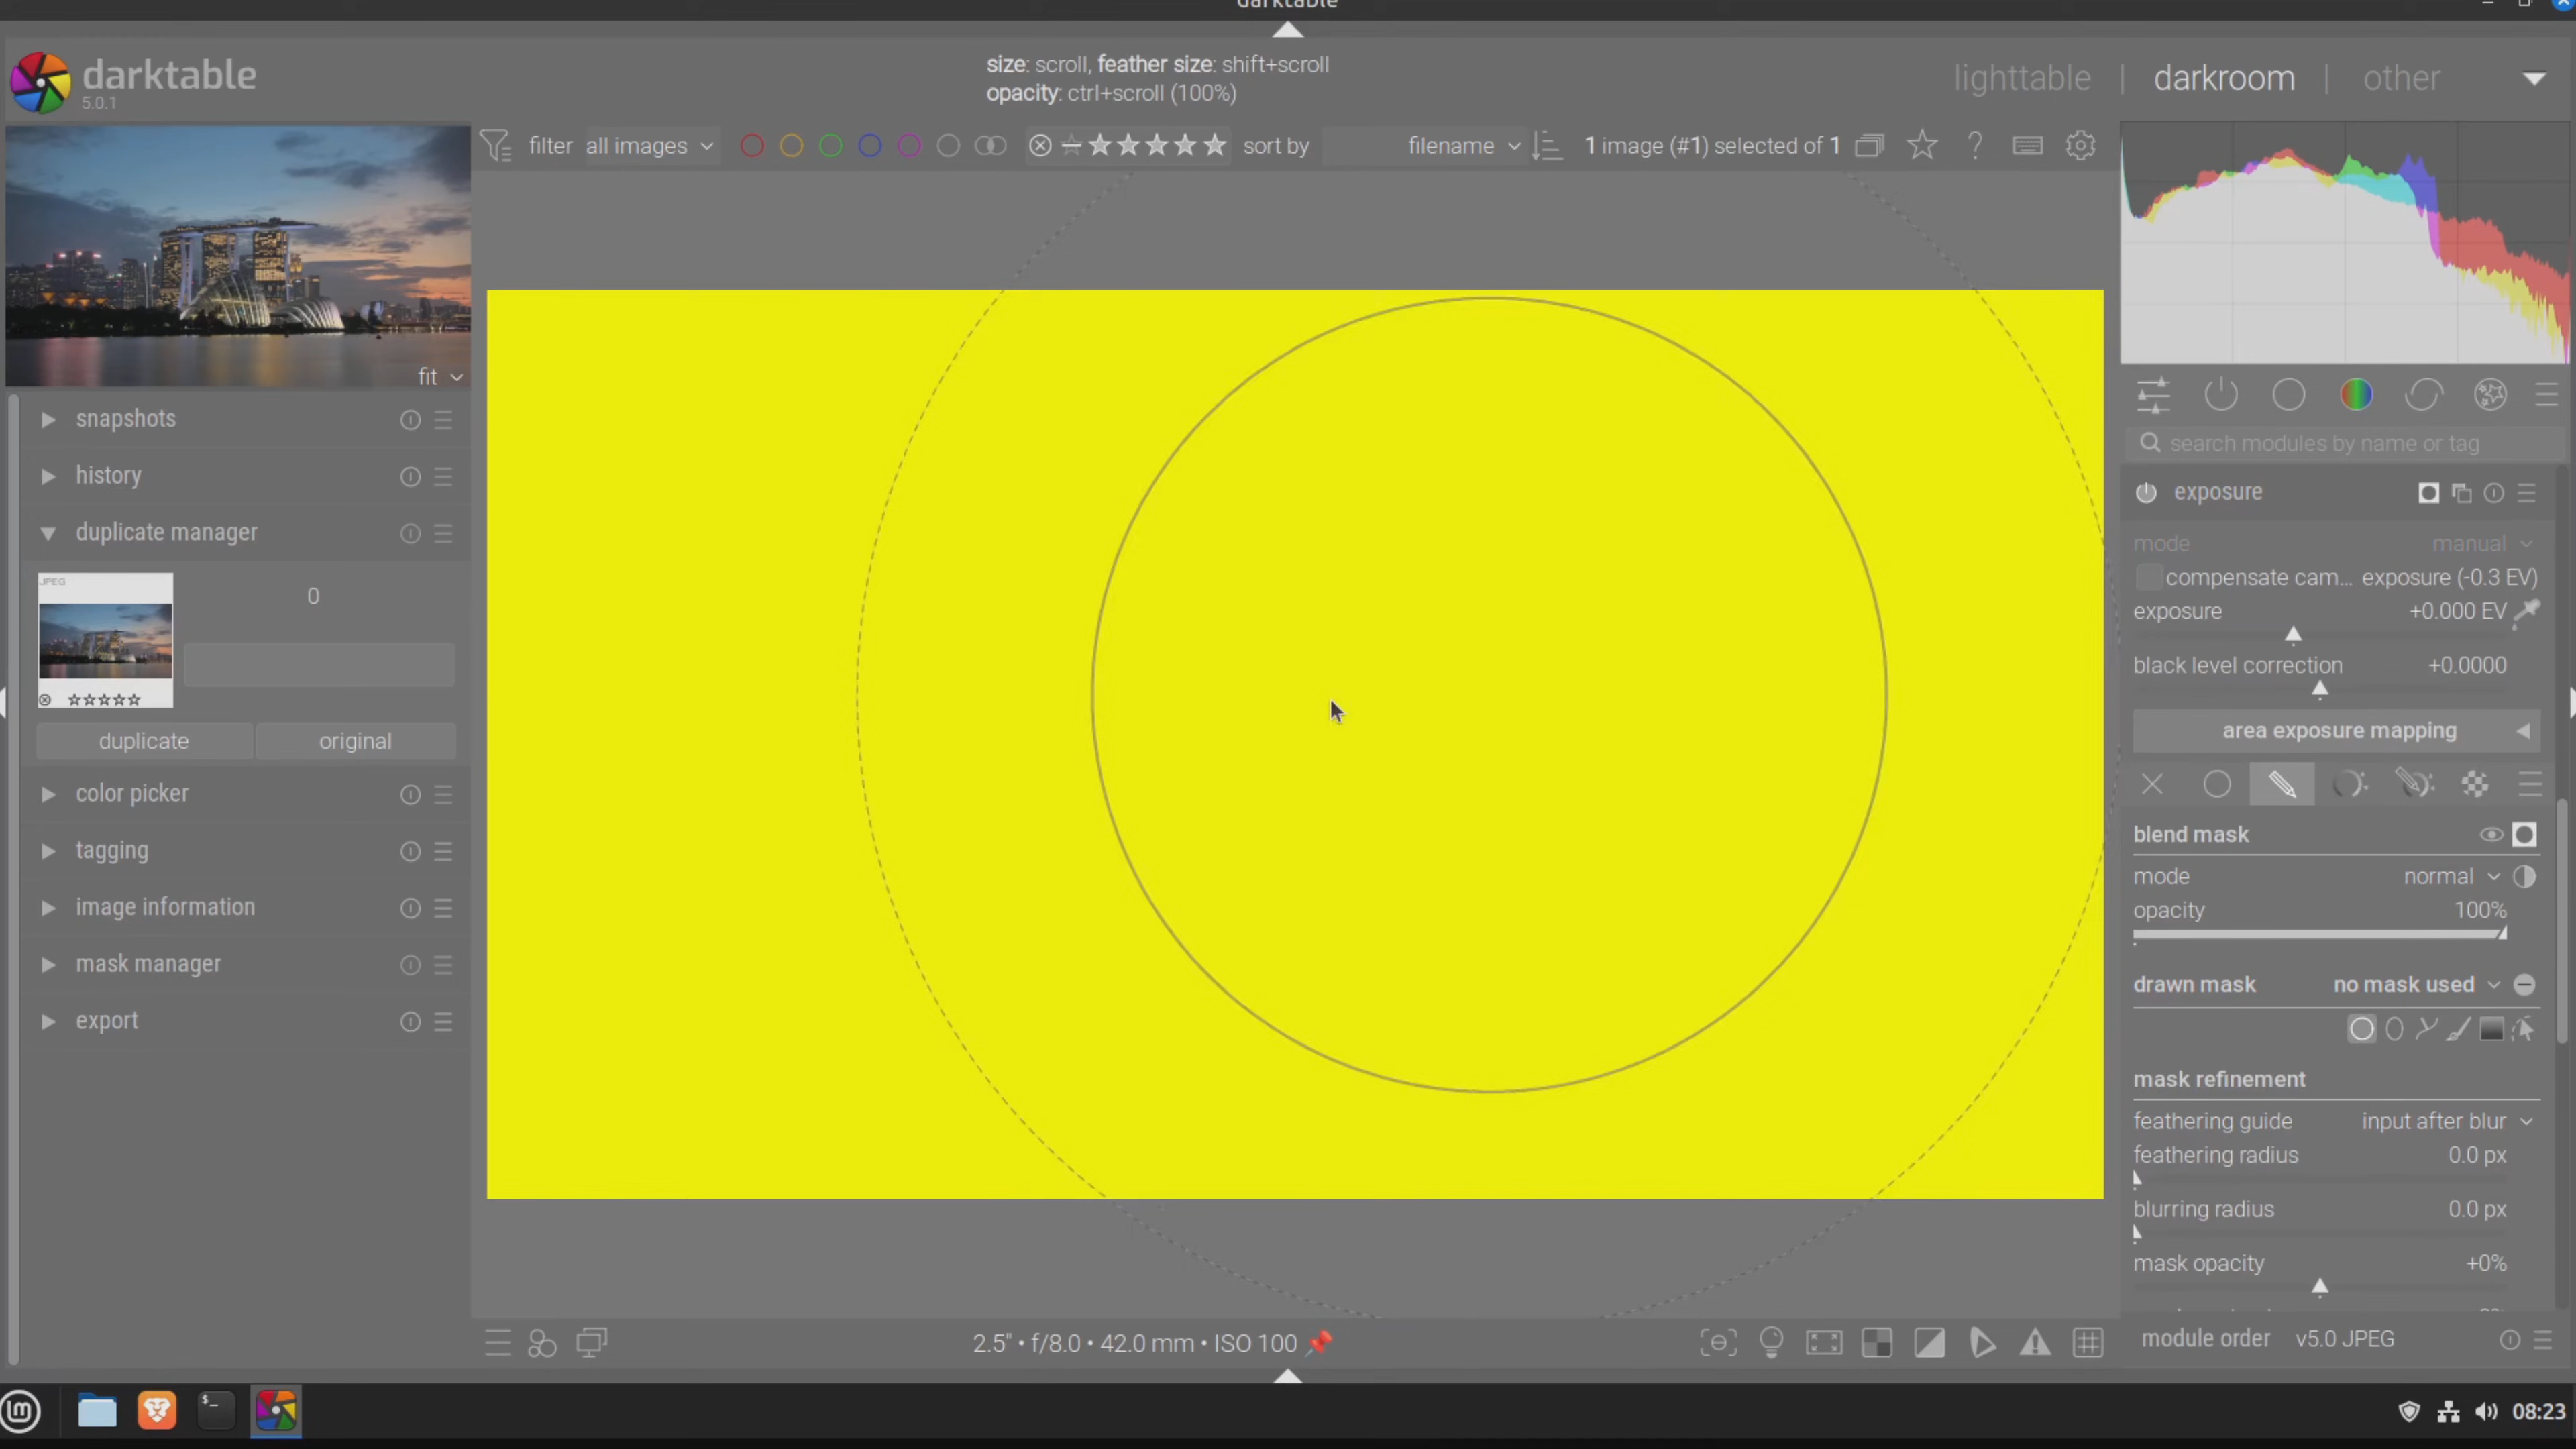 darktable
darktable
5.0.1
size: scroll, feather size: shift+scroll
opacity: ctrl+scroll (100%)
lighttable | darkroom | other
filter all images sort by filename 1 image (#1) selected of 1
fit
snapshots
history
duplicate manager
JPEG
0
duplicate original
color picker
tagging
image information
mask manager
export
search modules by name or tag
exposure
mode manual
compensate cam... exposure (-0.3 EV)
exposure +0.000 EV
black level correction +0.0000
area exposure mapping
blend mask
mode normal
opacity 100%
drawn mask no mask used
mask refinement
feathering guide input after blur
feathering radius 0.0 px
blurring radius 0.0 px
mask opacity +0%
2.5" • f/8.0 • 42.0 mm • ISO 100
module order v5.0 JPEG
08:23